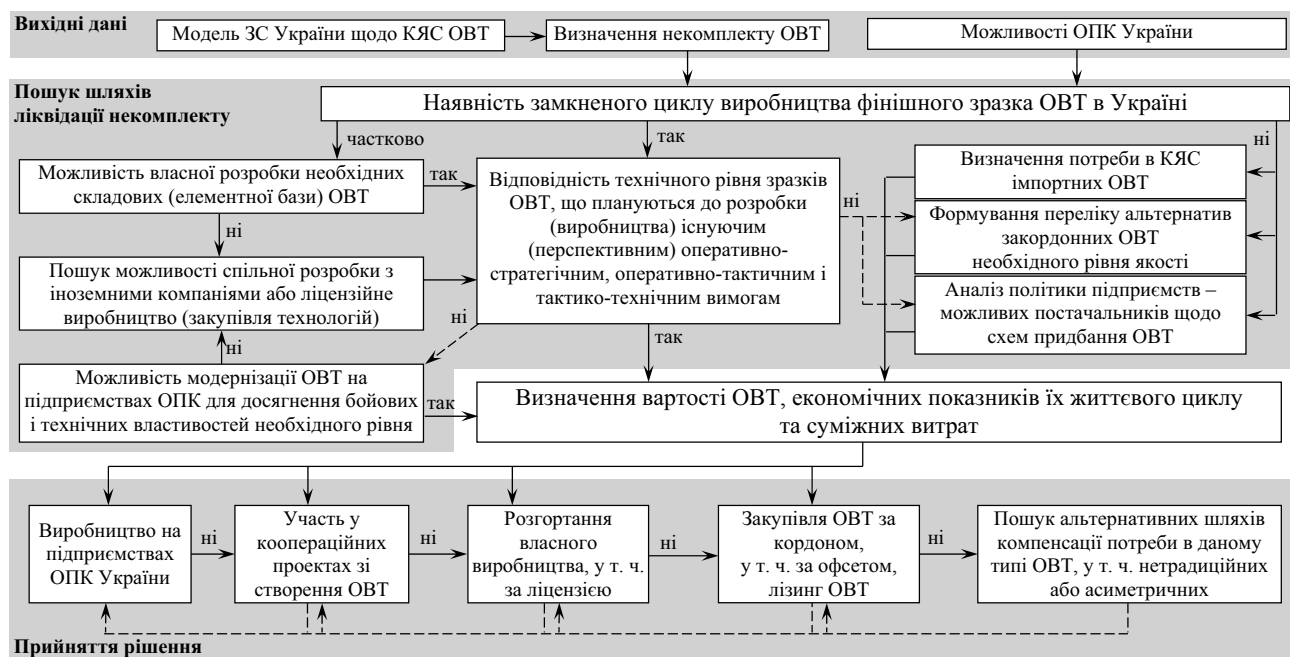 Вихідні дані
Модель ЗС України щодо КЯС ОВТ
Визначення некомплекту ОВТ
Можливості ОПК України
Пошук шляхів
ліквідації некомплекту
Наявність замкненого циклу виробництва фінішного зразка ОВТ в Україні
частково
так
ні
Можливість власної розробки необхідних
складових (елементної бази) ОВТ
так
ні
Пошук можливості спільної розробки з
іноземними компаніями або ліцензійне
виробництво (закупівля технологій)
ні
Можливість модернізації ОВТ на
підприємствах ОПК для досягнення бойових
і технічних властивостей необхідного рівня
так
Відповідність технічного рівня зразків
ОВТ, що плануються до розробки
(виробництва) існуючим
(перспективним) оперативно-
стратегічним, оперативно-тактичним і
тактико-технічним вимогам
ні
ні
так
Визначення потреби в КЯС
імпортних ОВТ
Формування переліку альтернатив
закордонних ОВТ
необхідного рівня якості
Аналіз політики підприємств –
можливих постачальників щодо
схем придбання ОВТ
Визначення вартості ОВТ, економічних показників їх життєвого циклу
та суміжних витрат
Виробництво на
підприємствах
ОПК України
ні
Участь у
коопераційних
проектах зі
створення ОВТ
ні
Розгортання
власного
виробництва, у т. ч.
за ліцензією
ні
Закупівля ОВТ за
кордоном,
у т. ч. за офсетом,
лізинг ОВТ
ні
Пошук альтернативних шляхів
компенсації потреби в даному
типі ОВТ, у т. ч. нетрадиційних
або асиметричних
Прийняття рішення